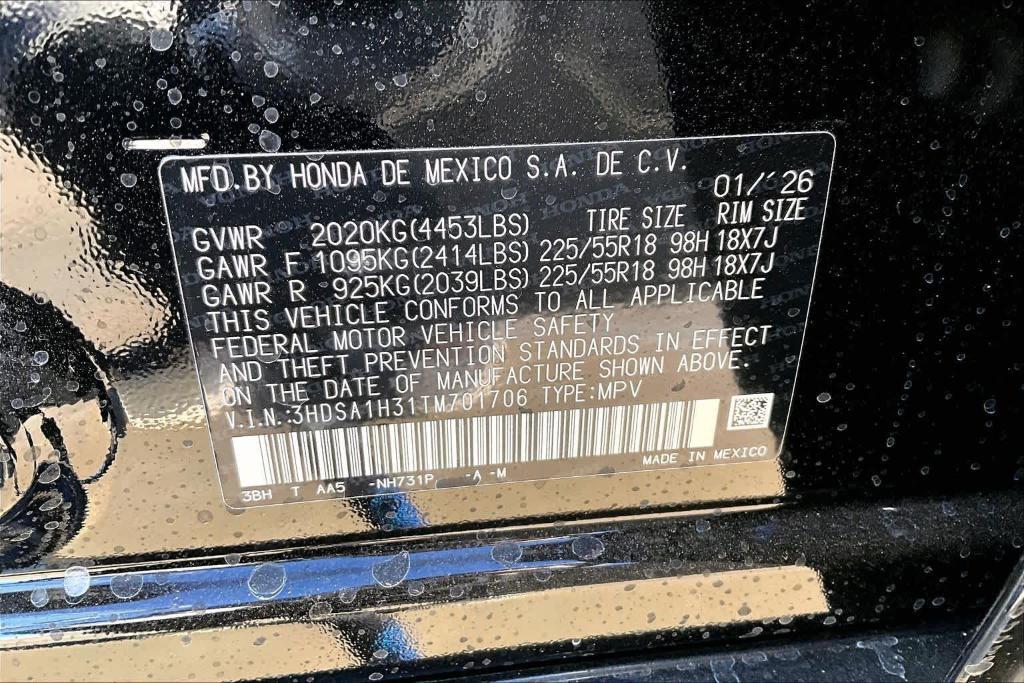 MFD.BY HONDA DE MEXICO S.A. DE C.V. 01/'26
GVWR 2020KG(4453LBS) TIRE SIZE RIM SIZE
GAWR F 1095KG(2414LBS) 225/55R18 98H 18X7J
GAWR R 925KG(2039LBS) 225/55R18 98H 18X7J
THIS VEHICLE CONFORMS TO ALL APPLICABLE
FEDERAL MOTOR VEHICLE SAFETY
AND THEFT PREVENTION STANDARDS IN EFFECT
ON THE DATE OF MANUFACTURE SHOWN ABOVE.
V.I.N.:3HDSA1H31TM701706 TYPE:MPV
MADE IN MEXICO
3BH T AA5 -NH731P -A -M